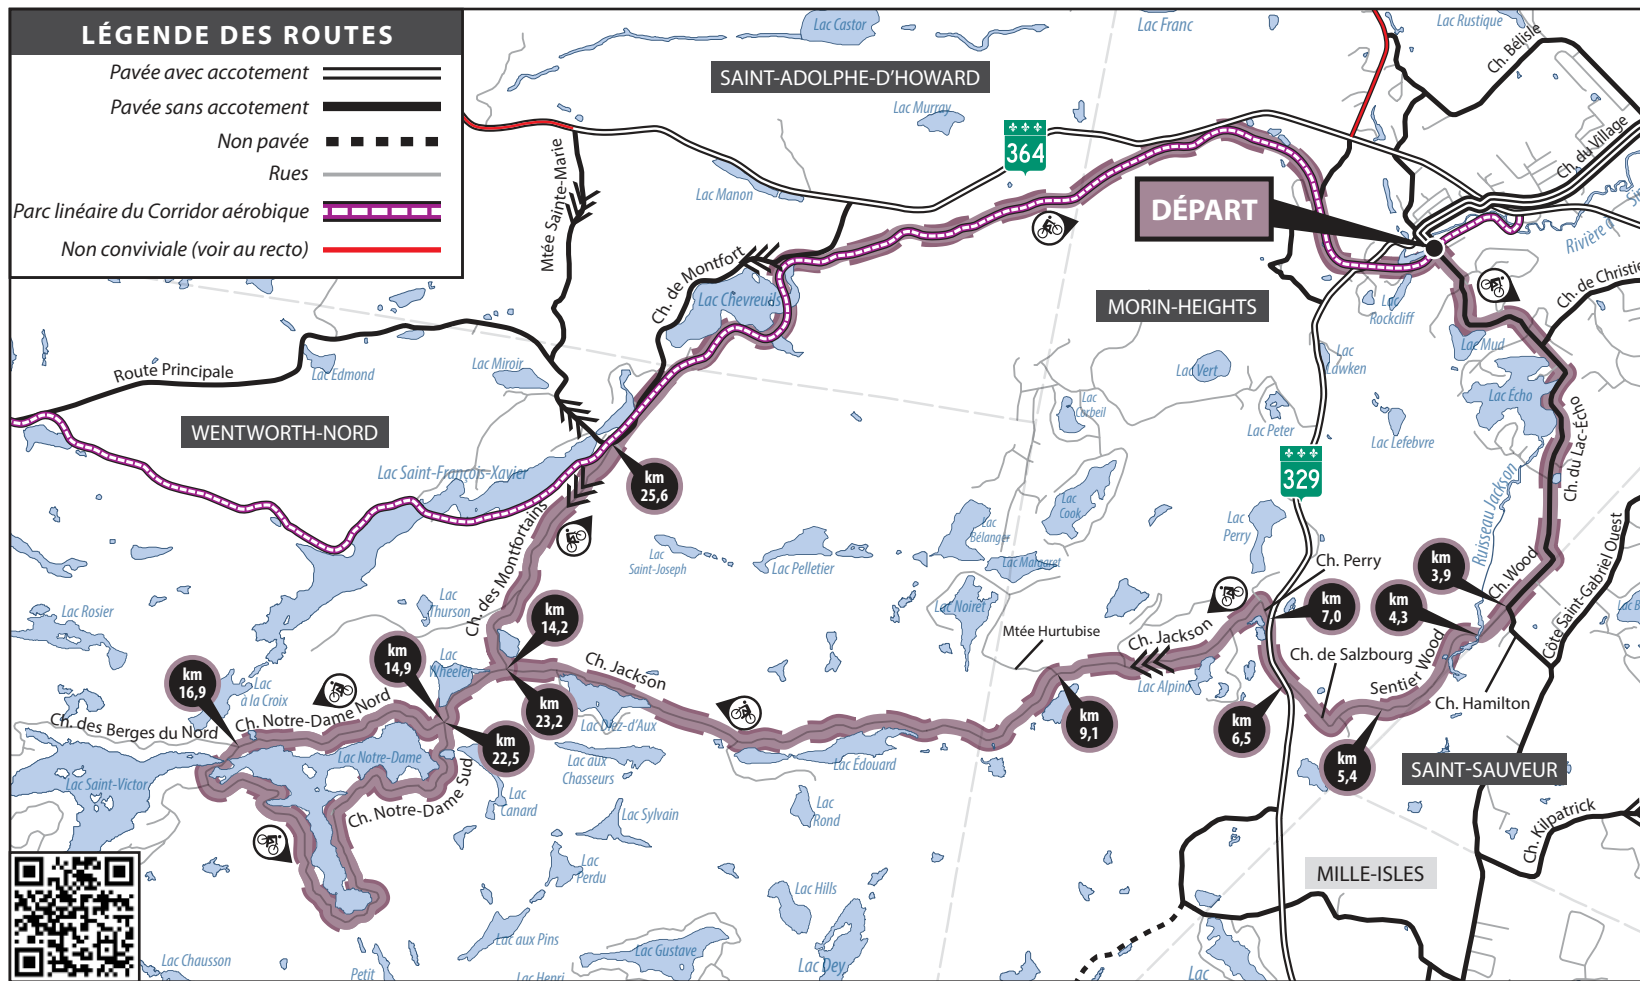 LÉGENDE DES ROUTES
Pavée avec accotement
Pavée sans accotement
Non pavée
Rues
Parc linéaire du Corridor aérobique
Non conviviale (voir au recto)
Lac Castor
Lac Franc
Lac Rustique
SAINT-ADOLPHE-D'HOWARD
Ch. Bélisle
Lac Murray
364
Ch. du Village
Mtée Sainte-Marie
Lac Manon
DÉPART
Rivière à
Ch. de Montfort
Lac Chevreuils
MORIN-HEIGHTS
Ch. de Christie
Lac
Rockcliff
Lac Mud
Route Principale
Lac Edmond
Lac Miroir
Lac Vert
Lac
Lawken
Lac Écho
WENTWORTH-NORD
Lac
Corbeil
Lac Peter
Lac Lefebvre
Ch. du Lac-Écho
Lac Saint-François-Xavier
km
25,6
329
Lac
Cook
Ruisseau Jackson
Ch. des Montfortains
Lac
Bélanger
Lac
Perry
Lac
Saint-Joseph
Lac Pelletier
Lac Margaret
Ch. Perry
km
3,9
Ch. Wood
Côte Saint-Gabriel Ouest
Lac Rosier
Lac
Thurson
km
14,2
Lac Noiret
km
7,0
km
4,3
Mtée Hurtubise
Ch. Jackson
Ch. de Salzbourg
Sentier Wood
km
14,9
Lac
Wheeler
Ch. Jackson
Lac Alpino
Ch. Hamilton
km
16,9
Lac
à la Croix
Ch. Notre-Dame Nord
km
23,2
Lac Diez-d'Aux
km
9,1
km
6,5
Ch. des Berges du Nord
km
22,5
km
5,4
Lac Saint-Victor
Lac Notre-Dame
Lac aux
Chasseurs
Lac Édouard
SAINT-SAUVEUR
Ch. Notre-Dame Sud
Lac
Canard
Lac Sylvain
Lac
Rond
Ch. Kilpatrick
Lac
Perdu
Lac Hills
MILLE-ISLES
Lac aux Pins
Lac Gustave
Lac Dey
Lac Chausson
Petit
Lac Henri
Lac